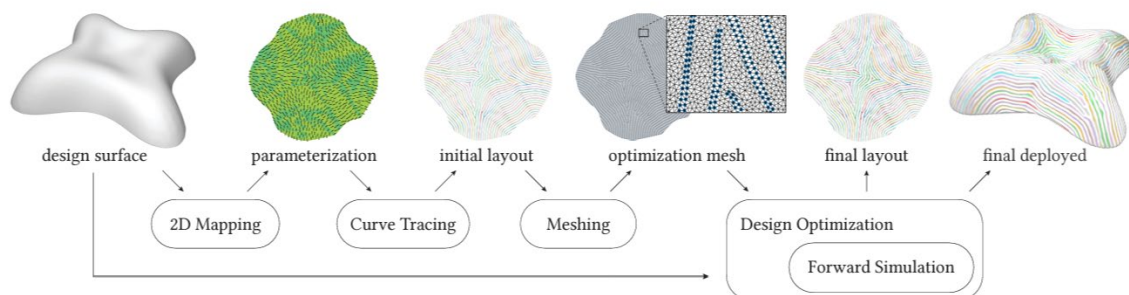 design surface
parameterization
initial layout
optimization mesh
final layout
final deployed
2D Mapping
Curve Tracing
Meshing
Design Optimization
Forward Simulation